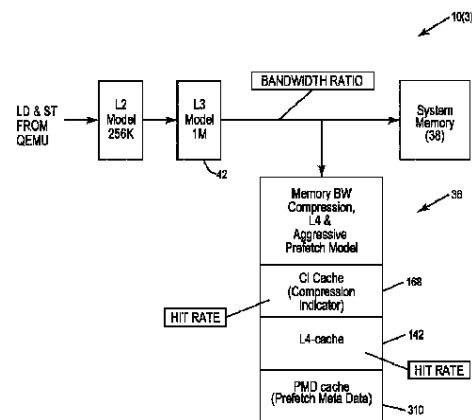 10(3)
BANDWIDTH RATIO
LD & ST
FROM
QEMU
L2
Model
256K
L3
Model
1M
System
Memory
(38)
42
Memory BW
Compression,
L4 &
Aggressive
Prefetch Model
36
CI Cache
(Compression
Indicator)
168
HIT RATE
L4-cache
142
HIT RATE
PMD cache
(Prefetch Meta Data)
310